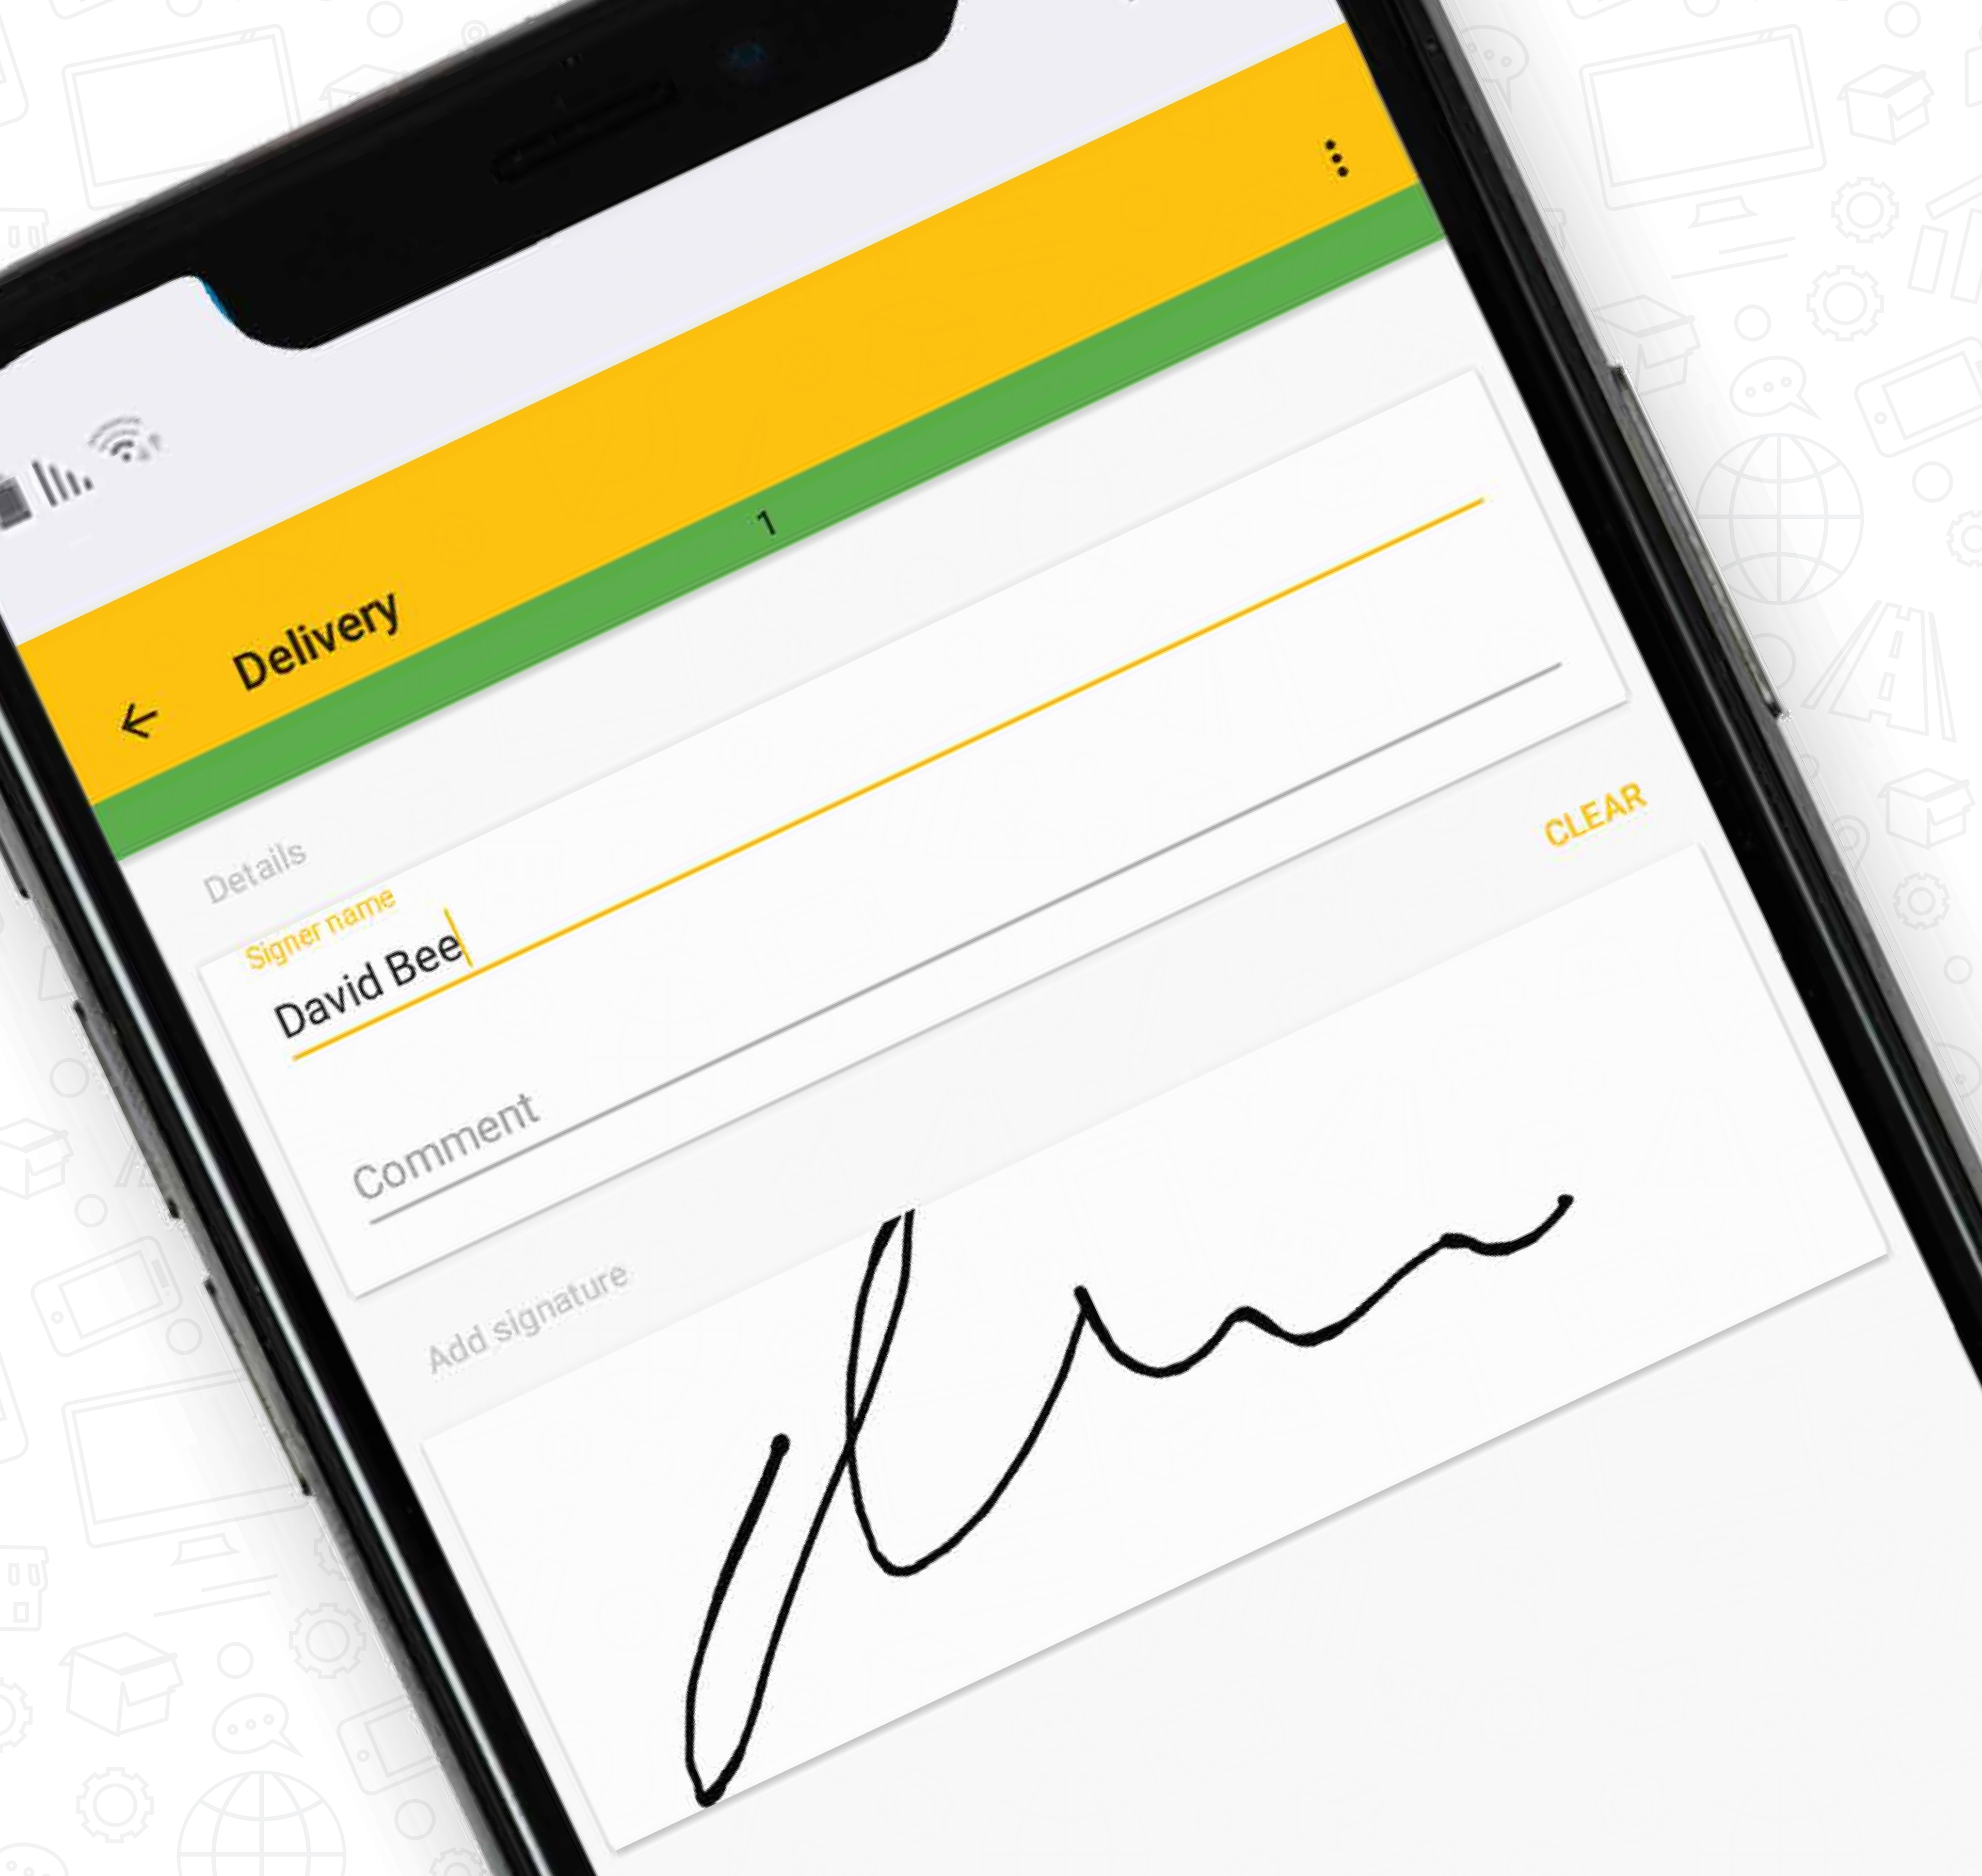 Delivery
1
Details
Signer name
David Bee
Comment
Add signature
CLEAR